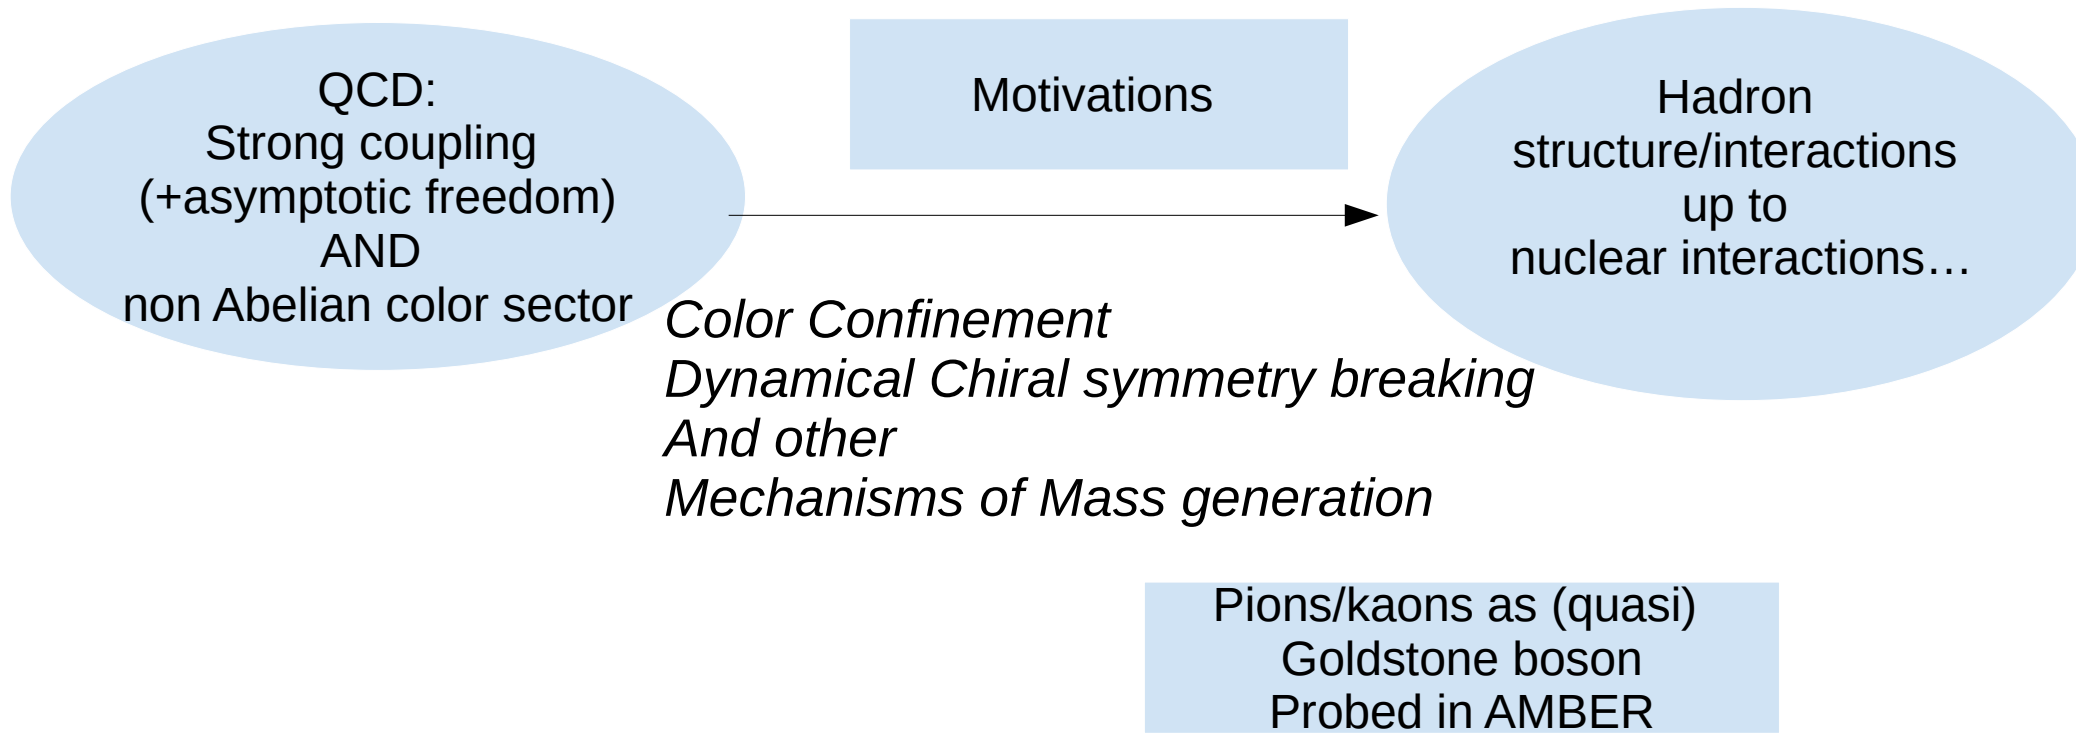 QCD:
Strong coupling
(+asymptotic freedom)
AND
non Abelian color sector
Motivations
Hadron
structure/interactions
up to
nuclear interactions…
Color Confinement
Dynamical Chiral symmetry breaking
And other
Mechanisms of Mass generation
Pions/kaons as (quasi)
Goldstone boson
Probed in AMBER